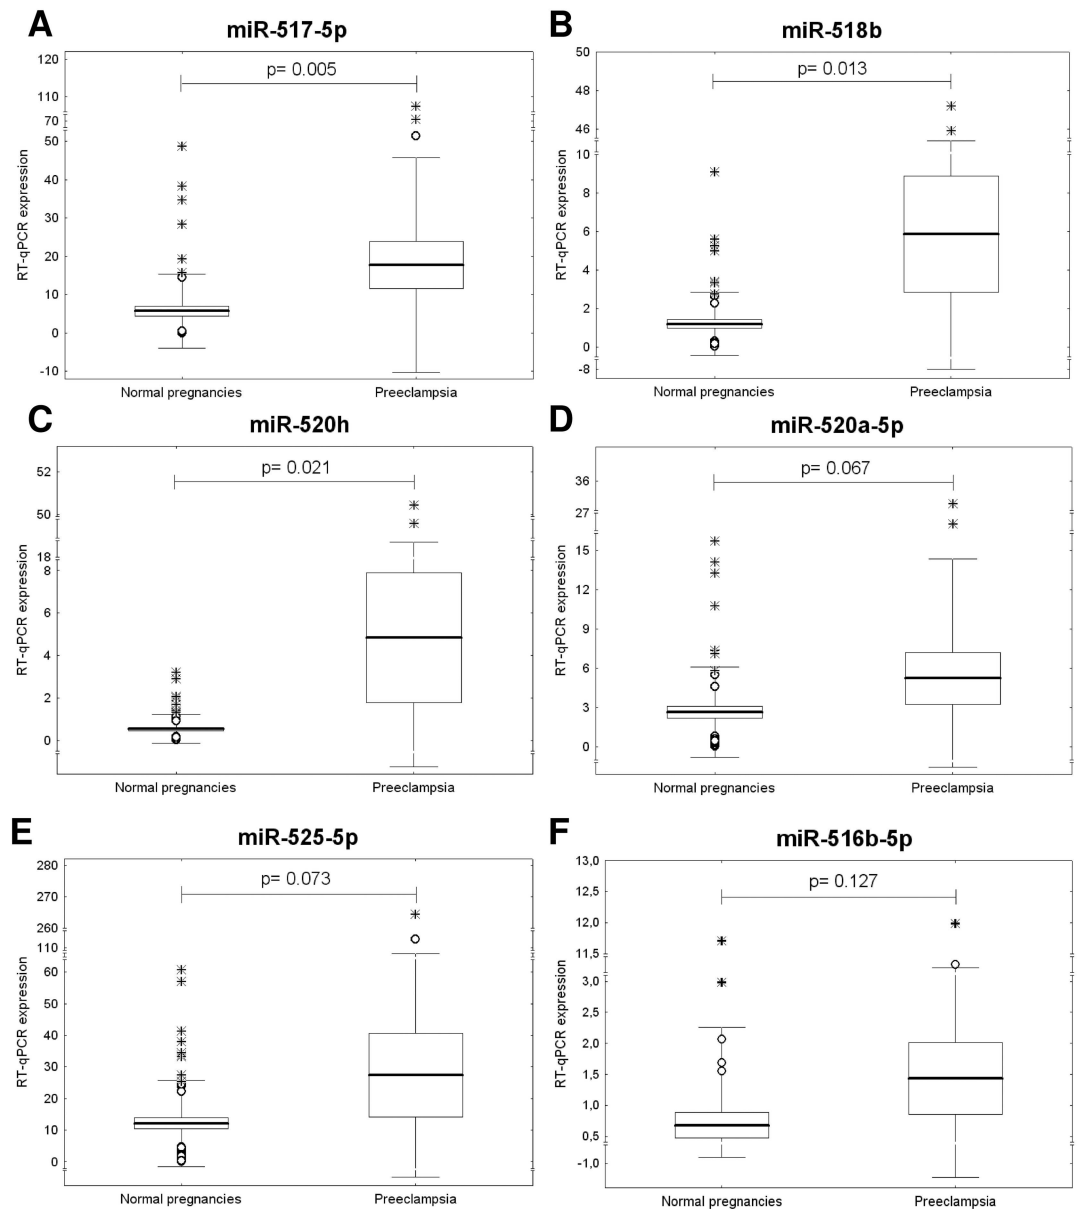 A
miR-517-5p
p= 0.005
RT-qPCR expression
120
110
70
50
40
30
20
10
0
-10
Normal pregnancies
Preeclampsia
B
miR-518b
p= 0.013
RT-qPCR expression
50
48
46
10
8
6
4
2
0
-8
Normal pregnancies
Preeclampsia
C
miR-520h
p= 0.021
RT-qPCR expression
52
50
18
8
6
4
2
0
Normal pregnancies
Preeclampsia
D
miR-520a-5p
p= 0.067
RT-qPCR expression
36
27
15
12
9
6
3
0
Normal pregnancies
Preeclampsia
E
miR-525-5p
p= 0.073
RT-qPCR expression
280
270
260
110
60
50
40
30
20
10
0
Normal pregnancies
Preeclampsia
F
miR-516b-5p
p= 0.127
RT-qPCR expression
13,0
12,5
12,0
11,5
3,0
2,5
2,0
1,5
1,0
0,5
-1,0
Normal pregnancies
Preeclampsia